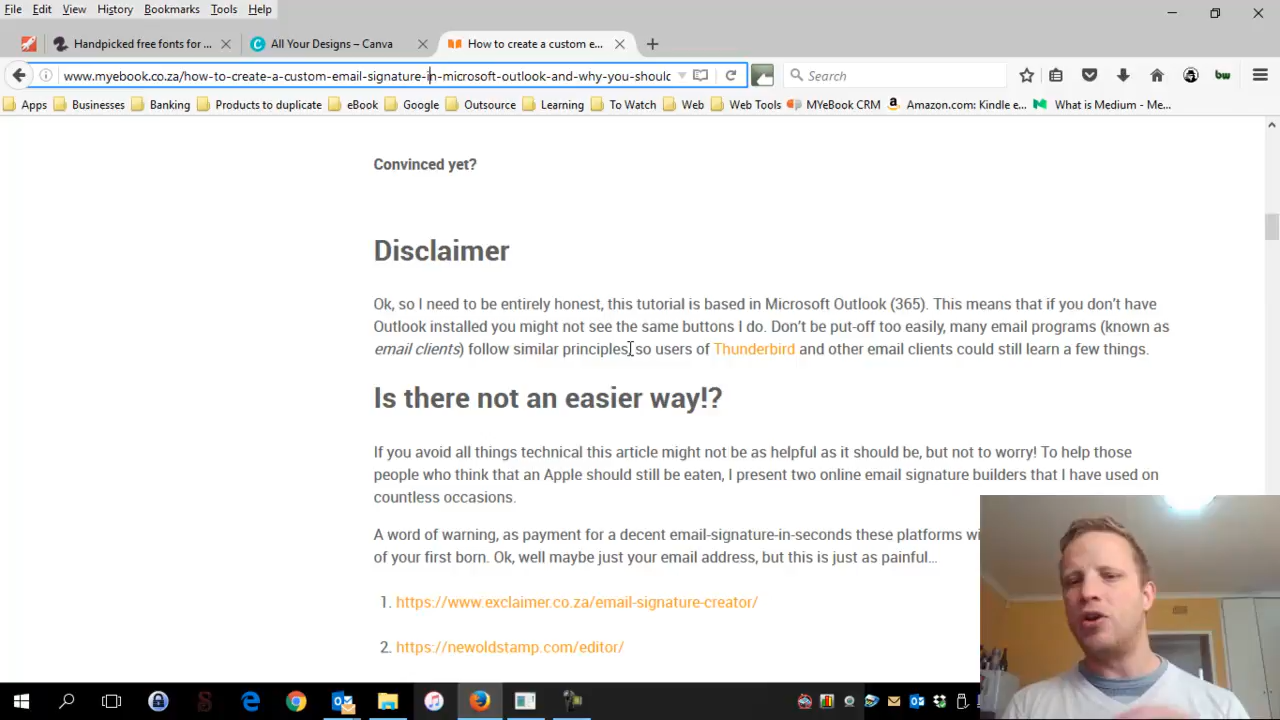 File Edit View History Bookmarks Tools Help
Handpicked free fonts for ...
All Your Designs – Canva
How to create a custom e...
www.myebook.co.za/how-to-create-a-custom-email-signature-in-microsoft-outlook-and-why-you-should
Search
Apps Businesses Banking Products to duplicate eBook Google Outsource Learning To Watch Web Web Tools MYeBook CRM Amazon.com: Kindle e... What is Medium - Me...
Convinced yet?
Disclaimer
Ok, so I need to be entirely honest, this tutorial is based in Microsoft Outlook (365). This means that if you don’t have
Outlook installed you might not see the same buttons I do. Don’t be put-off too easily, many email programs (known as
email clients) follow similar principles, so users of Thunderbird and other email clients could still learn a few things.
Is there not an easier way!?
If you avoid all things technical this article might not be as helpful as it should be, but not to worry! To help those
people who think that an Apple should still be eaten, I present two online email signature builders that I have used on
countless occasions.
A word of warning, as payment for a decent email-signature-in-seconds these platforms
of your first born. Ok, well maybe just your email address, but this is just as painful…
1. https://www.exclaimer.co.za/email-signature-creator/
2. https://newoldstamp.com/editor/